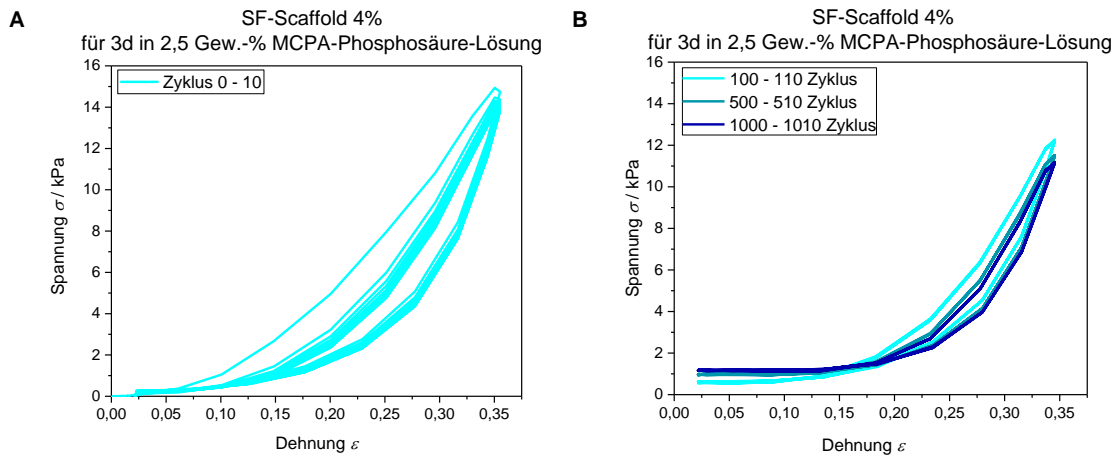 A
SF-Scaffold 4%
für 3d in 2,5 Gew.-% MCPA-Phosphosäure-Lösung
Zyklus 0 - 10
16
14
12
10
8
6
4
2
0
Spannung σ / kPa
0,00 0,05 0,10 0,15 0,20 0,25 0,30 0,35
Dehnung ε
B
SF-Scaffold 4%
für 3d in 2,5 Gew.-% MCPA-Phosphosäure-Lösung
100 - 110 Zyklus
500 - 510 Zyklus
1000 - 1010 Zyklus
16
14
12
10
8
6
4
2
0
Spannung σ / kPa
0,00 0,05 0,10 0,15 0,20 0,25 0,30 0,35
Dehnung ε